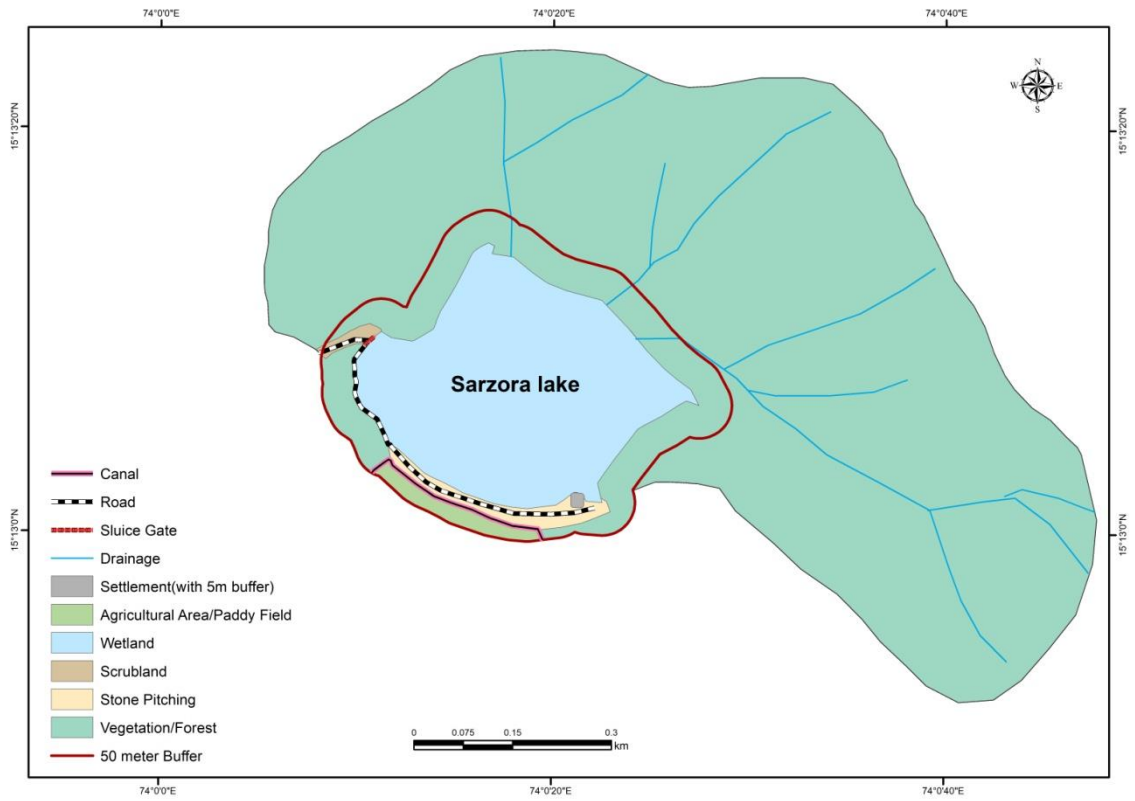 74°0'0"E
74°0'20"E
74°0'40"E
15°13'20"N
15°13'20"N
N
W
E
S
Sarzora lake
Canal
Road
Sluice Gate
Drainage
Settlement(with 5m buffer)
Agricultural Area/Paddy Field
Wetland
Scrubland
Stone Pitching
Vegetation/Forest
50 meter Buffer
15°13'0"N
15°13'0"N
0 0.075 0.15 0.3
km
74°0'0"E
74°0'20"E
74°0'40"E